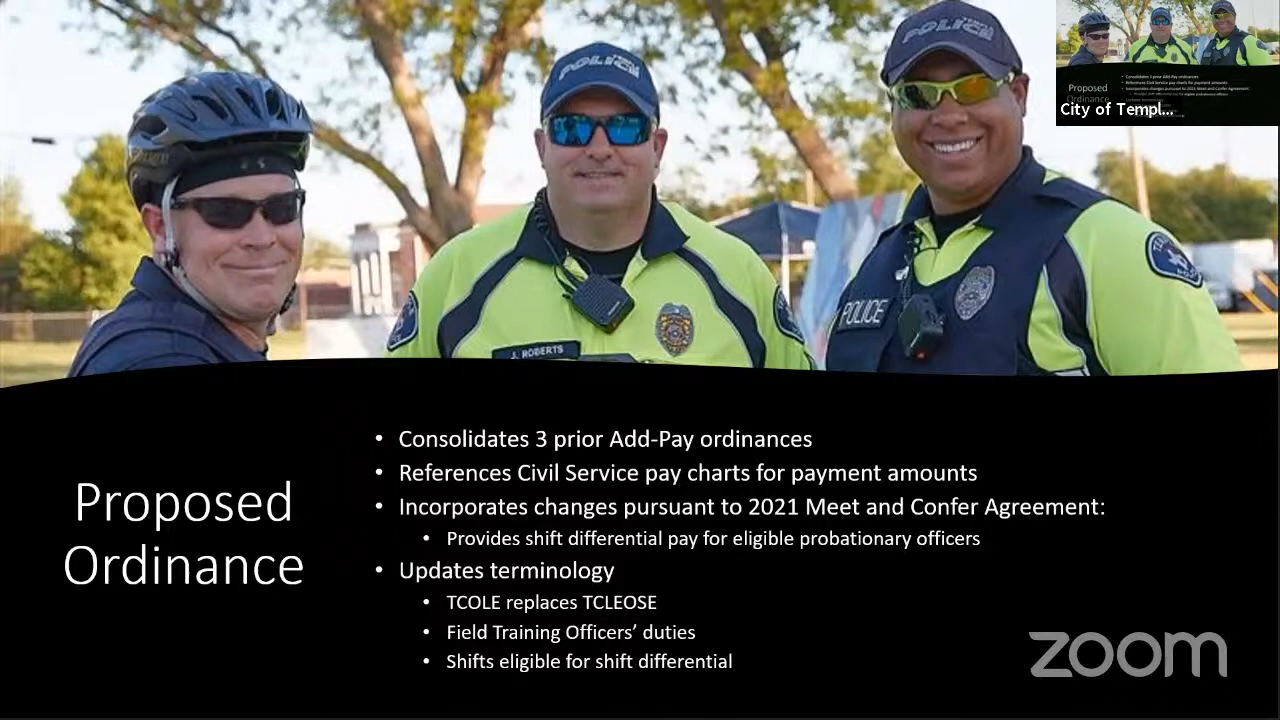 POLICE
POLICE
POLICE
J. ROBERTS
City of Templ...
Proposed
Ordinance
• Consolidates 3 prior Add-Pay ordinances
• References Civil Service pay charts for payment amounts
• Incorporates changes pursuant to 2021 Meet and Confer Agreement:
• Provides shift differential pay for eligible probationary officers
• Updates terminology
• TCOLE replaces TCLEOSE
• Field Training Officers’ duties
• Shifts eligible for shift differential
zoom